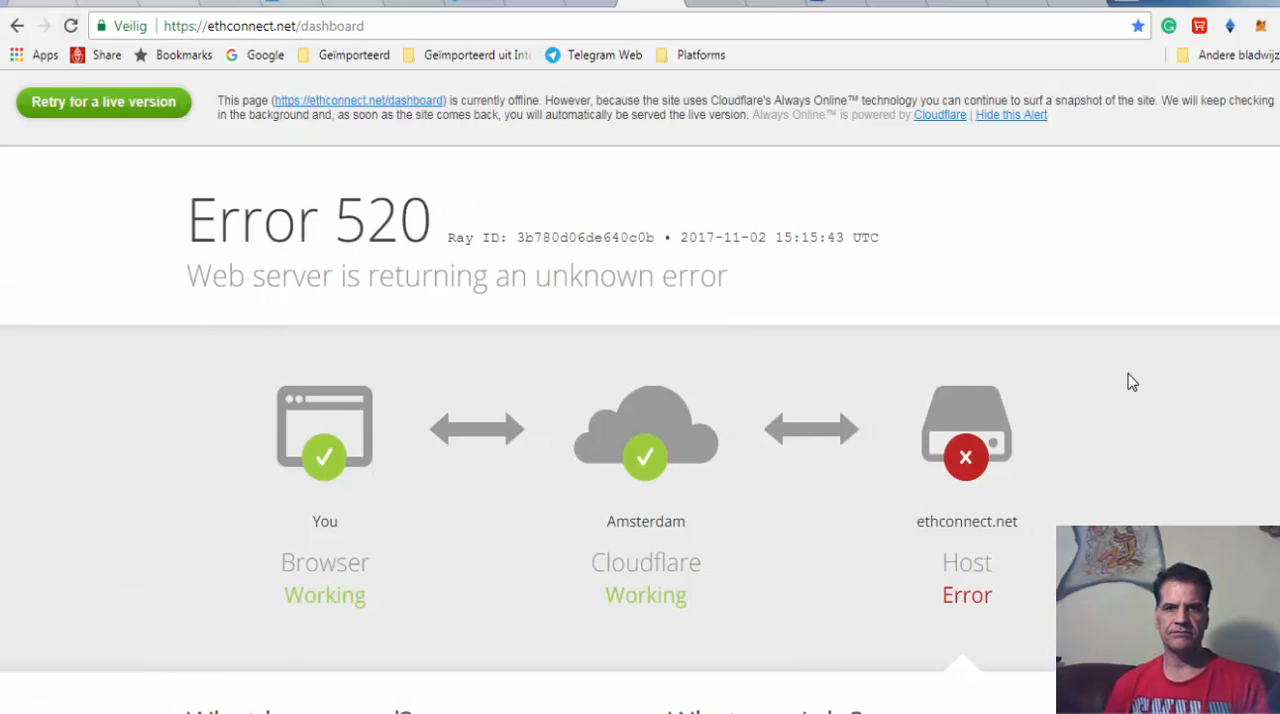 Veilig https://ethconnect.net/dashboard
Apps Share Bookmarks Google Geïmporteerd Geïmporteerd uit Int Telegram Web Platforms Andere bladwijz
Retry for a live version
This page (https://ethconnect.net/dashboard) is currently offline. However, because the site uses Cloudflare's Always Online™ technology you can continue to surf a snapshot of the site. We will keep checking
in the background and, as soon as the site comes back, you will automatically be served the live version. Always Online™ is powered by Cloudflare | Hide this Alert
Error 520 Ray ID: 3b780d06de640c0b • 2017-11-02 15:15:43 UTC
Web server is returning an unknown error
You Amsterdam ethconnect.net
Browser Cloudflare Host
Working Working Error